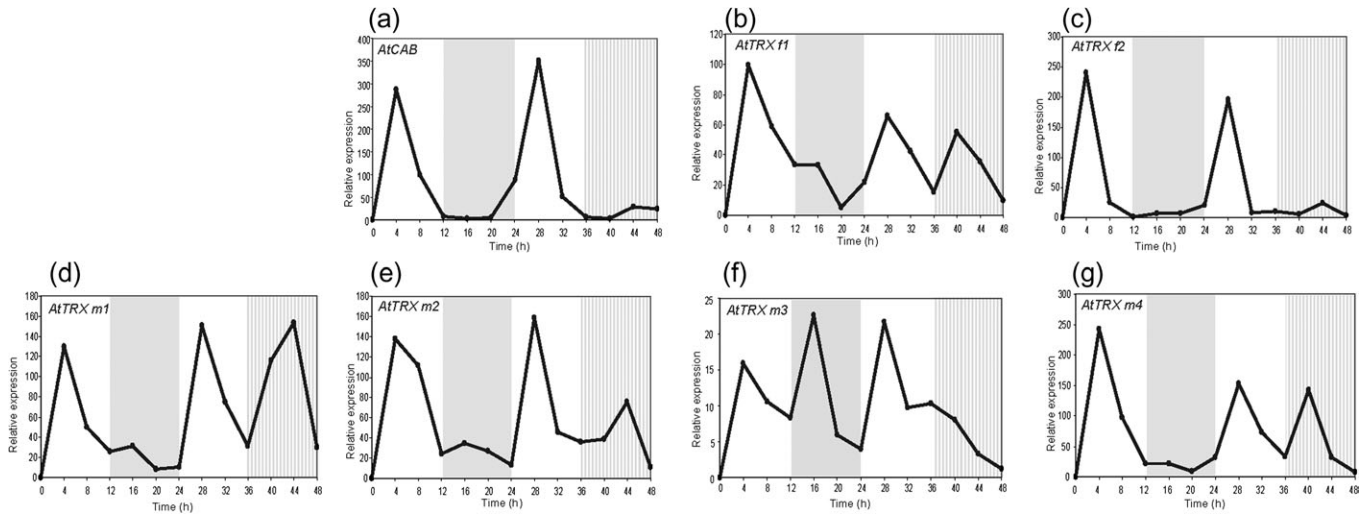 (a)
AtCAB
Relative expression
400
350
300
250
200
150
100
50
0
0 4 8 12 16 20 24 28 32 36 40 44 48
Time (h)
(b)
AtTRX f1
Relative expression
120
100
80
60
40
20
0
0 4 8 12 16 20 24 28 32 36 40 44 48
Time (h)
(c)
AtTRX f2
Relative expression
300
250
200
150
100
50
0
0 4 8 12 16 20 24 28 32 36 40 44 48
Time (h)
(d)
AtTRX m1
Relative expression
180
160
140
120
100
80
60
40
20
0
0 4 8 12 16 20 24 28 32 36 40 44 48
Time (h)
(e)
AtTRX m2
Relative expression
180
160
140
120
100
80
60
40
20
0
0 4 8 12 16 20 24 28 32 36 40 44 48
Time (h)
(f)
AtTRX m3
Relative expression
25
20
15
10
5
0
0 4 8 12 16 20 24 28 32 36 40 44 48
Time (h)
(g)
AtTRX m4
Relative expression
300
250
200
150
100
50
0
0 4 8 12 16 20 24 28 32 36 40 44 48
Time (h)